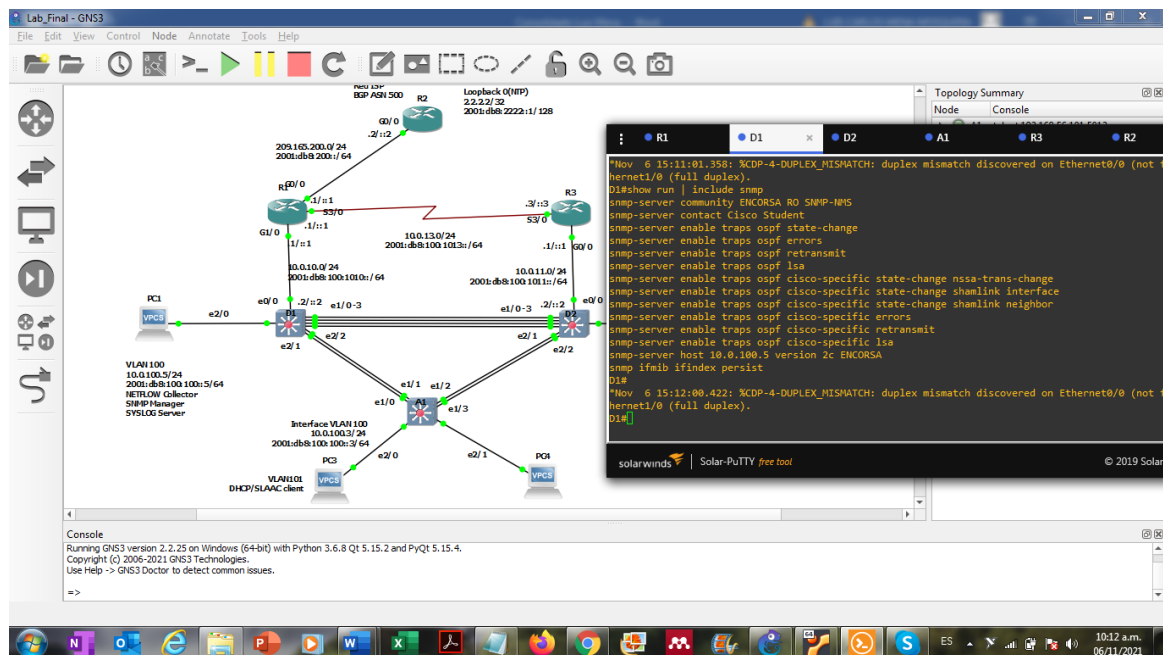 Lab_Final - GNS3
File Edit View Control Node Annotate Tools Help
Red ISP
BGP ASN 500
R2
Loopback 0(NTP)
2.2.2.2/32
2001:db8:2222::1/128
G0/0
.2/::2
209.165.200.0/24
2001:db8:200::/64
R1
G0/0
.1/::1
S3/0
.1/::1
G1/0
.1/::1
R3
.3/::3
S3/0
10.0.13.0/24
2001:db8:100:1013::/64
.1/::1
G0/0
10.0.10.0/24
2001:db8:100:1010::/64
10.0.11.0/24
2001:db8:100:1011::/64
PC1
VPCS
e2/0
e0/0
.2/::2
e1/0-3
D1
e1/0-3
.2/::2
e0/0
D2
e2/1
e2/2
e2/1
e2/2
VLAN 100
10.0.100.5/24
2001:db8:100:100::5/64
NETFLOW Collector
SNMP Manager
SYSLOG Server
e1/1
e1/2
e1/0
A1
e1/3
Interface VLAN 100
10.0.100.3/24
2001:db8:100:100::3/64
e2/0
e2/1
PC3
VPCS
VLAN101
DHCP/SLAAC client
PC4
VPCS
Topology Summary
Node Console
R1 D1 × D2 A1 R3 R2
*Nov 6 15:11:01.358: %CDP-4-DUPLEX_MISMATCH: duplex mismatch discovered on Ethernet0/0 (not
hernet1/0 (full duplex).
D1#show run | include snmp
snmp-server community ENCORSA RO SNMP-NMS
snmp-server contact Cisco Student
snmp-server enable traps ospf state-change
snmp-server enable traps ospf errors
snmp-server enable traps ospf retransmit
snmp-server enable traps ospf lsa
snmp-server enable traps ospf cisco-specific state-change nssa-trans-change
snmp-server enable traps ospf cisco-specific state-change shamlink interface
snmp-server enable traps ospf cisco-specific state-change shamlink neighbor
snmp-server enable traps ospf cisco-specific errors
snmp-server enable traps ospf cisco-specific retransmit
snmp-server enable traps ospf cisco-specific lsa
snmp-server host 10.0.100.5 version 2c ENCORSA
snmp ifmib ifindex persist
D1#
*Nov 6 15:12:00.422: %CDP-4-DUPLEX_MISMATCH: duplex mismatch discovered on Ethernet0/0 (not
hernet1/0 (full duplex).
D1#
solarwinds Solar-PuTTY free tool © 2019 Solar
Console
Running GNS3 version 2.2.25 on Windows (64-bit) with Python 3.6.8 Qt 5.15.2 and PyQt 5.15.4.
Copyright (c) 2006-2021 GNS3 Technologies.
Use Help -> GNS3 Doctor to detect common issues.
=>
ES
10:12 a.m.
06/11/2021